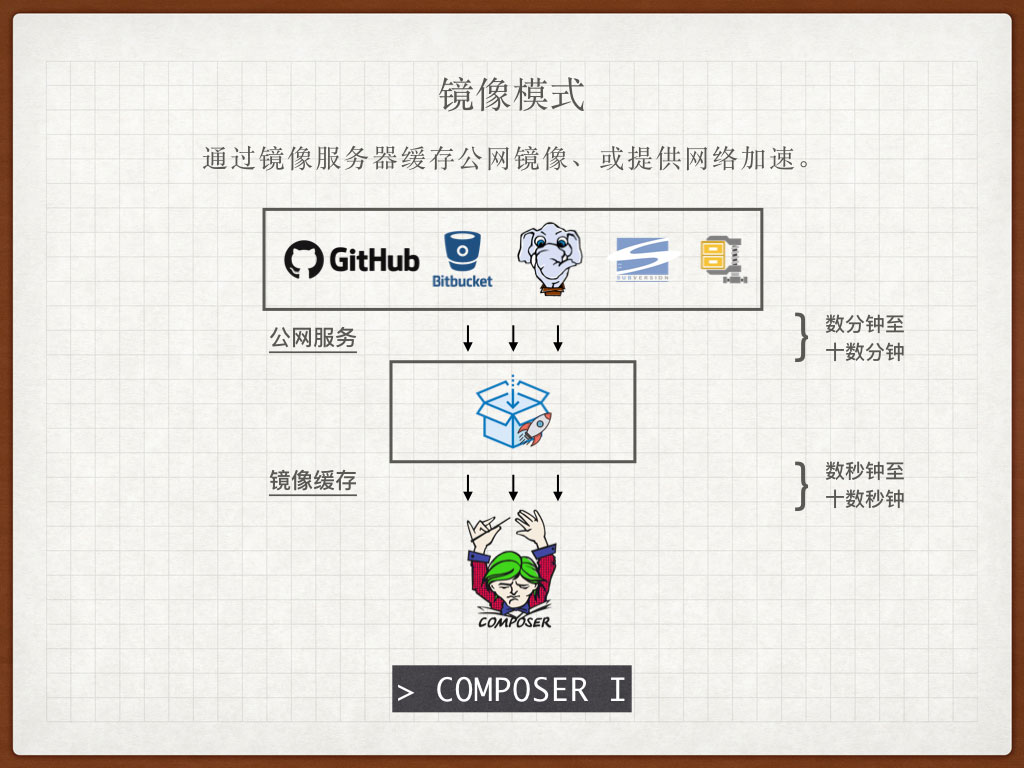 镜像模式
通过镜像服务器缓存公网镜像、或提供网络加速。
GitHub
Bitbucket
SUBVERSION
公网服务
数分钟至
十数分钟
镜像缓存
数秒钟至
十数秒钟
COMPOSER
> COMPOSER I